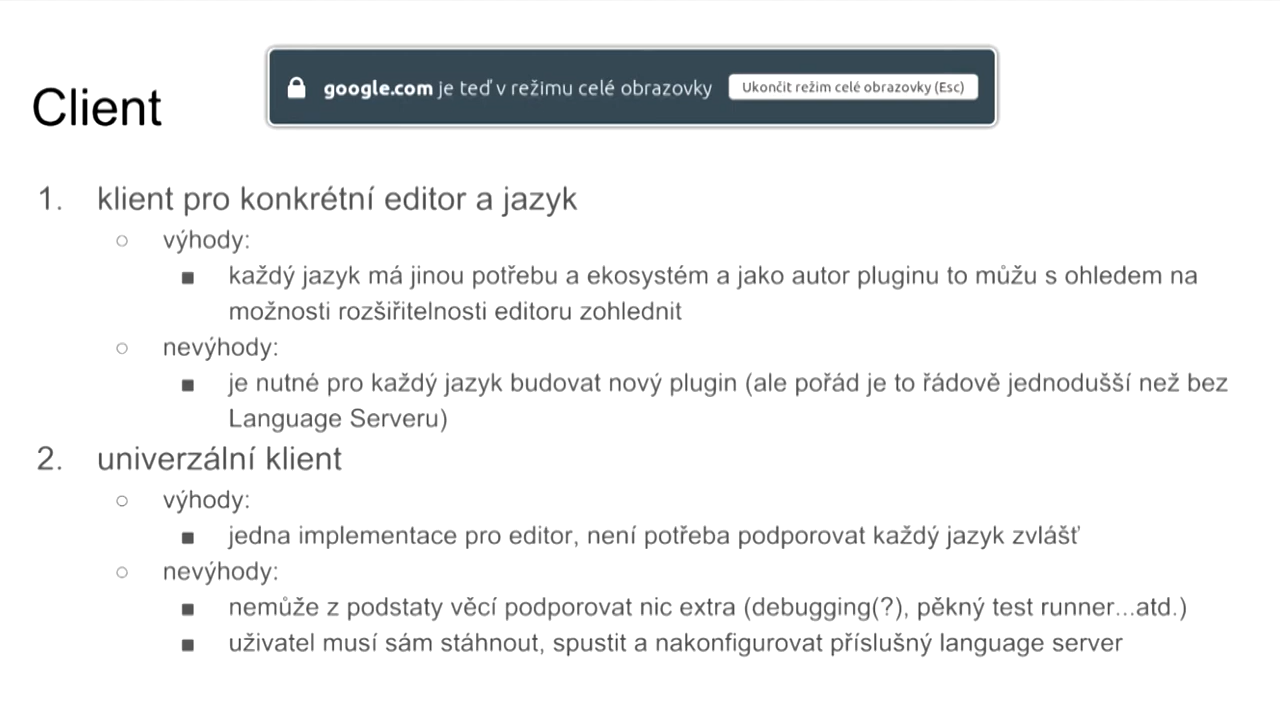 google.com je teď v režimu celé obrazovky Ukončit režim celé obrazovky (Esc)
Client
1. klient pro konkrétní editor a jazyk
○ výhody:
■ každý jazyk má jinou potřebu a ekosystém a jako autor pluginu to můžu s ohledem na
možnosti rozšiřitelnosti editoru zohlednit
○ nevýhody:
■ je nutné pro každý jazyk budovat nový plugin (ale pořád je to řádově jednodušší než bez
Language Serveru)
2. univerzální klient
○ výhody:
■ jedna implementace pro editor, není potřeba podporovat každý jazyk zvlášť
○ nevýhody:
■ nemůže z podstaty věcí podporovat nic extra (debugging(?), pěkný test runner...atd.)
■ uživatel musí sám stáhnout, spustit a nakonfigurovat příslušný language server